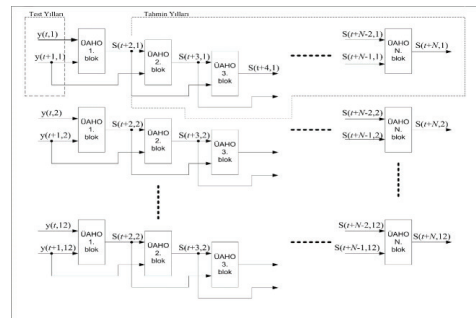 Test Yılları
Tahmin Yılları
y(t,1)
y(t+1,1)
ÜAHO
1.
blok
S(t+2,1)
ÜAHO
2.
blok
S(t+3,1)
ÜAHO
3.
blok
S(t+4,1)
S(t+N-2,1)
S(t+N-1,1)
ÜAHO
N.
blok
S(t+N,1)
y(t,2)
y(t+1,2)
ÜAHO
1.
blok
S(t+2,2)
ÜAHO
2.
blok
S(t+3,2)
ÜAHO
3.
blok
S(t+N-2,2)
S(t+N-1,2)
ÜAHO
N.
blok
S(t+N,2)
y(t,12)
y(t+1,12)
ÜAHO
1.
blok
S(t+2,2)
ÜAHO
2.
blok
S(t+3,2)
ÜAHO
3.
blok
S(t+N-2,12)
S(t+N-1,12)
ÜAHO
N.
blok
S(t+N,12)